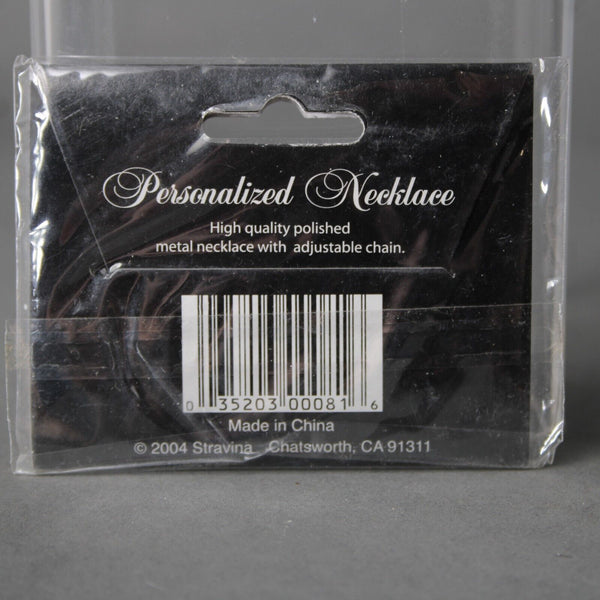 Personalized Necklace
High quality polished
metal necklace with adjustable chain.
0 35203 00081 6
Made in China
© 2004 Stravina Chatsworth, CA 91311